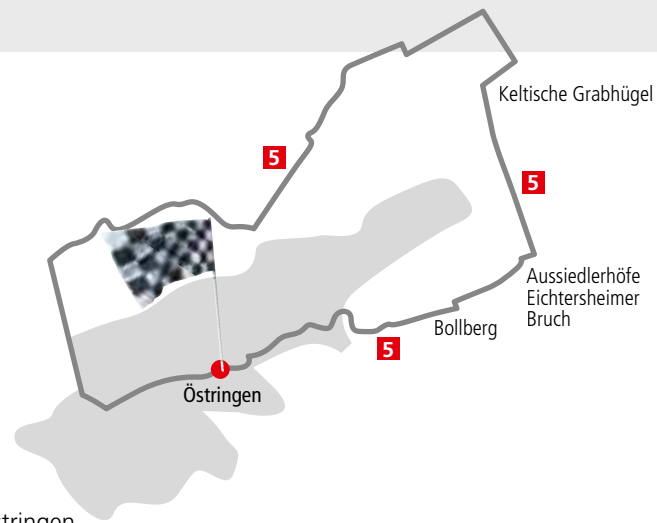 Keltische Grabhügel
5
5
Aussiedlerhöfe
Eichtersheimer
Bruch
Bollberg
5
Östringen